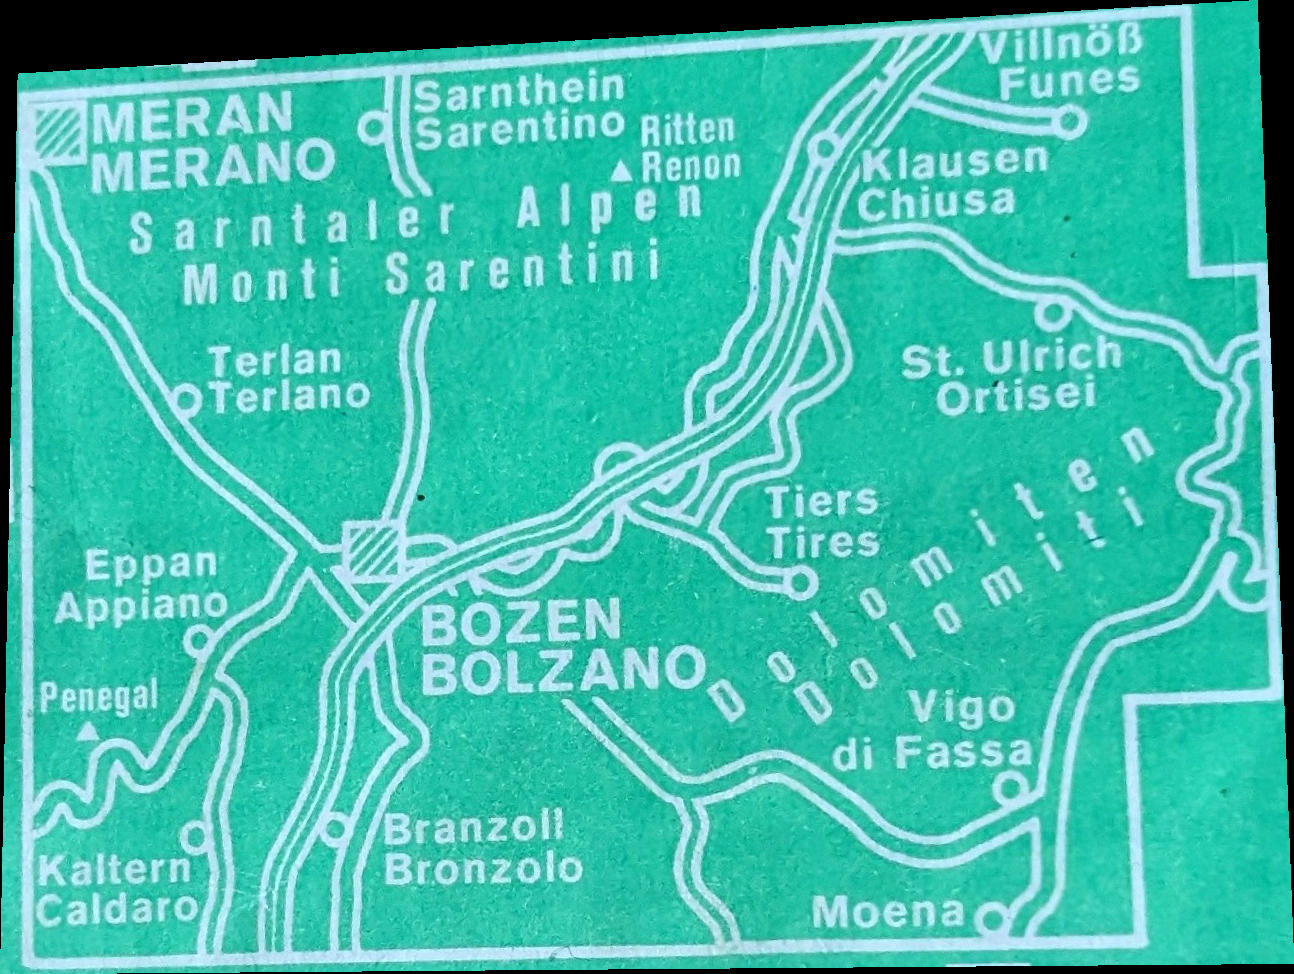 Villnöß
Funes
MERAN
MERANO
Sarnthein
Sarentino
Ritten
Renon
Klausen
Chiusa
Sarntaler Alpen
Monti Sarentini
Terlan
Terlano
St. Ulrich
Ortisei
Tiers
Tires
Dolomiten
Dolomiti
Eppan
Appiano
BOZEN
BOLZANO
Penegal
Vigo
di Fassa
Branzoll
Bronzolo
Kaltern
Caldaro
Moena